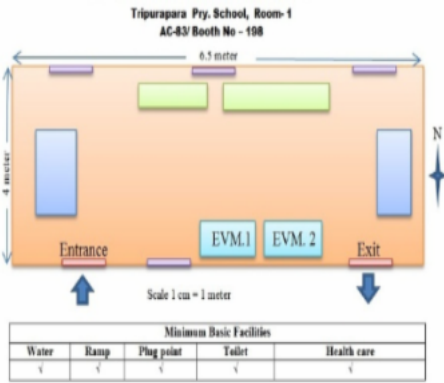 Tripurapara Pry. School, Room- 1
AC-83/ Booth No – 198
6.5 meter
4 meter
N
EVM.1 EVM. 2
Entrance Exit
Scale 1 cm = 1 meter
Minimum Basic Facilities
Water Ramp Plug point Toilet Health care
√ √ √ √ √